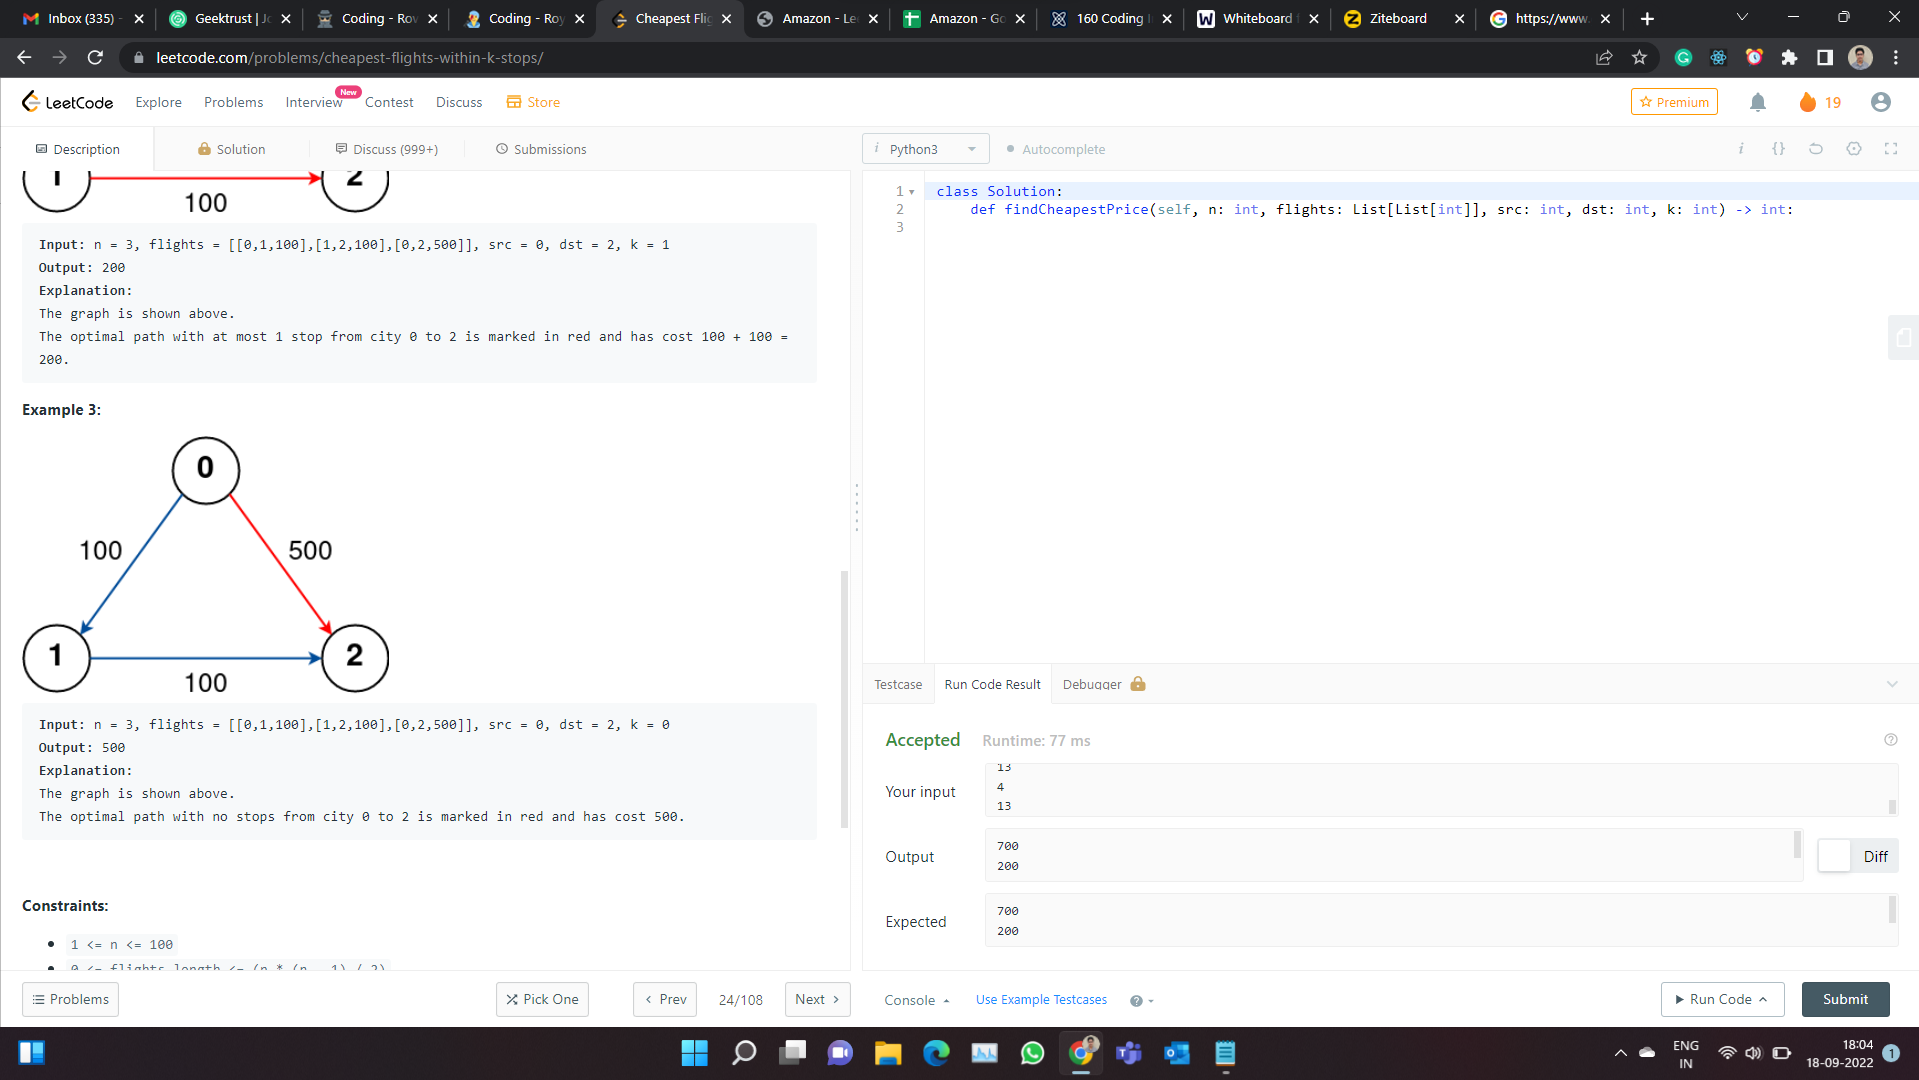 Inbox (335) -
Geektrust | Jo
Coding - Rov
Coding - Roy
Cheapest Flig
Amazon - Le
Amazon - Go
160 Coding I
Whiteboard f
Ziteboard
https://www.
leetcode.com/problems/cheapest-flights-within-k-stops/
LeetCode
Explore
Problems
Interview
New
Contest
Discuss
Store
Premium
19
Description
Solution
Discuss (999+)
Submissions
i Python3
Autocomplete
i {}
1 2
100
Input: n = 3, flights = [[0,1,100],[1,2,100],[0,2,500]], src = 0, dst = 2, k = 1
Output: 200
Explanation:
The graph is shown above.
The optimal path with at most 1 stop from city 0 to 2 is marked in red and has cost 100 + 100 =
200.
Example 3:
0
100 500
1 2
100
Input: n = 3, flights = [[0,1,100],[1,2,100],[0,2,500]], src = 0, dst = 2, k = 0
Output: 500
Explanation:
The graph is shown above.
The optimal path with no stops from city 0 to 2 is marked in red and has cost 500.
Constraints:
1 <= n <= 100
0 <= flights.length <= (n * (n - 1) / 2)
Problems
Pick One
Prev
24/108
Next
1 class Solution:
2 def findCheapestPrice(self, n: int, flights: List[List[int]], src: int, dst: int, k: int) -> int:
3
Testcase
Run Code Result
Debugger
Accepted
Runtime: 77 ms
Your input
13
4
13
Output
700
200
Diff
Expected
700
200
Console
Use Example Testcases
Run Code
Submit
ENG
IN
18:04
18-09-2022
1